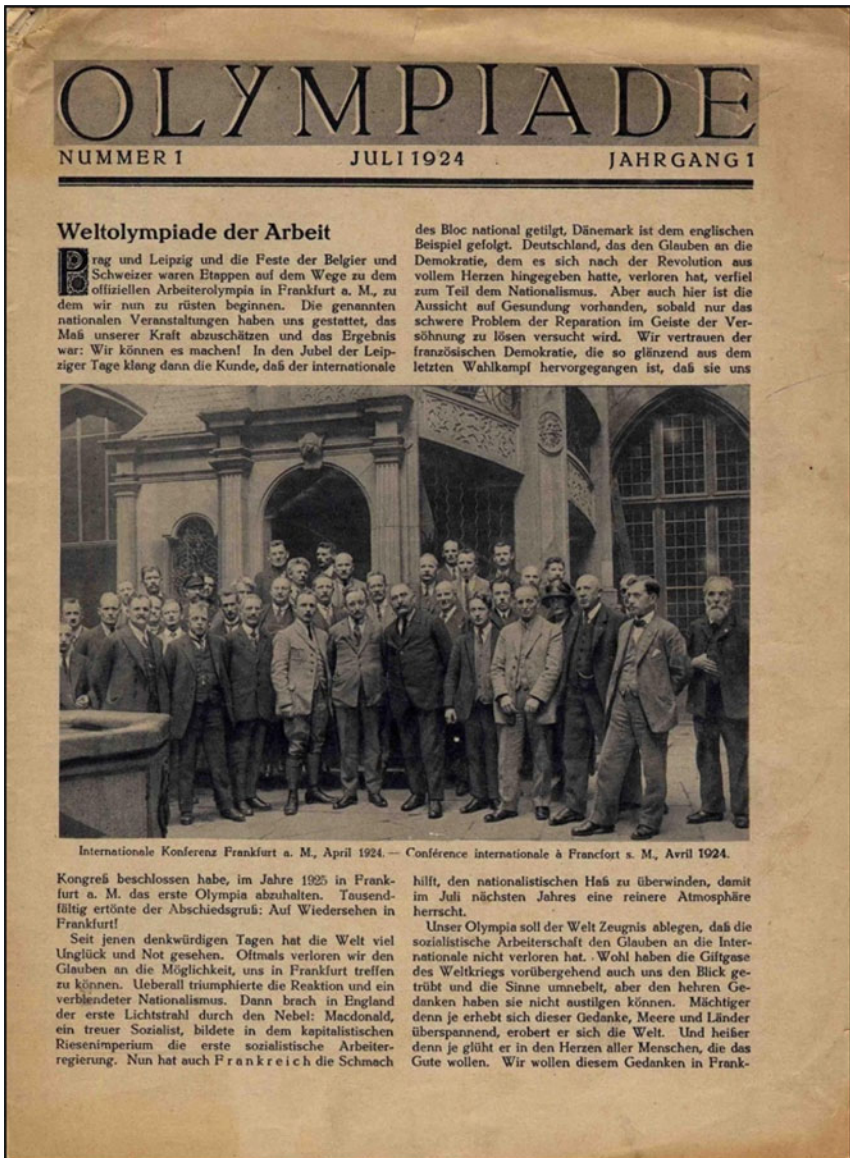 OLYMPIADE
NUMMER 1 JULI 1924 JAHRGANG 1
Weltolympiade der Arbeit
Prag und Leipzig und die Feste der Belgier und
Schweizer waren Etappen auf dem Wege zu dem
offiziellen Arbeiterolympia in Frankfurt a. M., zu
dem wir nun zu rüsten beginnen. Die genannten
nationalen Veranstaltungen haben uns gestattet, das
Maß unserer Kraft abzuschätzen und das Ergebnis
war: Wir können es machen! In den Jubel der Leip-
ziger Tage klang dann die Kunde, daß der internationale
Kongreß beschlossen habe, im Jahre 1925 in Frank-
furt a. M. das erste Olympia abzuhalten. Tausend-
fältig ertönte der Abschiedsgruß: Auf Wiedersehen in
Frankfurt!
Seit jenen denkwürdigen Tagen hat die Welt viel
Unglück und Not gesehen. Oftmals verloren wir den
Glauben an die Möglichkeit, uns in Frankfurt treffen
zu können. Ueberall triumphierte die Reaktion und ein
verblendeter Nationalismus. Dann brach in England
der erste Lichtstrahl durch den Nebel: Macdonald,
ein treuer Sozialist, bildete in dem kapitalistischen
Riesenimperium die erste sozialistische Arbeiter-
regierung. Nun hat auch Frankreich die Schmach
des Bloc national getilgt, Dänemark ist dem englischen
Beispiel gefolgt. Deutschland, das den Glauben an die
Demokratie, dem es sich nach der Revolution aus
vollem Herzen hingegeben hatte, verloren hat, verfiel
zum Teil dem Nationalismus. Aber auch hier ist die
Aussicht auf Gesundung vorhanden, sobald nur das
schwere Problem der Reparation im Geiste der Ver-
söhnung zu lösen versucht wird. Wir vertrauen der
französischen Demokratie, die so glänzend aus dem
letzten Wahlkampf hervorgegangen ist, daß sie uns
hilft, den nationalistischen Haß zu überwinden, damit
im Juli nächsten Jahres eine reinere Atmosphäre
herrscht.
Unser Olympia soll der Welt Zeugnis ablegen, daß die
sozialistische Arbeiterschaft den Glauben an die Inter-
nationale nicht verloren hat. Wohl haben die Giftgase
des Weltkriegs vorübergehend auch uns den Blick ge-
trübt und die Sinne umnebelt, aber den hehren Ge-
danken haben sie nicht austilgen können. Mächtiger
denn je erhebt sich dieser Gedanke, Meere und Länder
überspannend, erobert er sich die Welt. Und heißer
denn je glüht er in den Herzen aller Menschen, die das
Gute wollen. Wir wollen diesem Gedanken in Frank-
Internationale Konferenz Frankfurt a. M., April 1924. — Conférence internationale à Francfort s. M., Avril 1924.